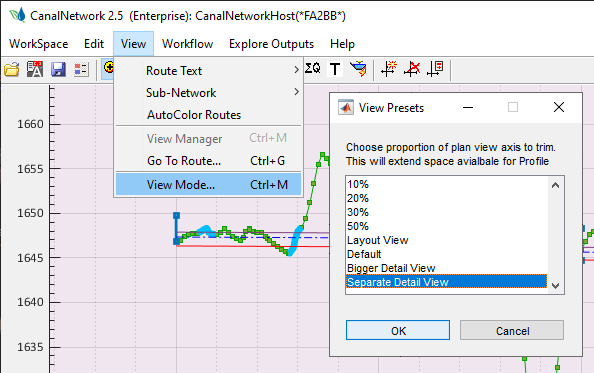 CanalNetwork 2.5 (Enterprise): CanalNetworkHost(*FA2BB*)
WorkSpace Edit View Workflow Explore Outputs Help
ΣQ T
Route Text
Sub-Network
AutoColor Routes
View Manager Ctrl+M
Go To Route... Ctrl+G
View Mode... Ctrl+M
1660
1655
1650
1645
1640
1635
View Presets
Choose proportion of plan view axis to trim.
This will extend space avialbale for Profile
10%
20%
30%
50%
Layout View
Default
Bigger Detail View
Separate Detail View
OK Cancel